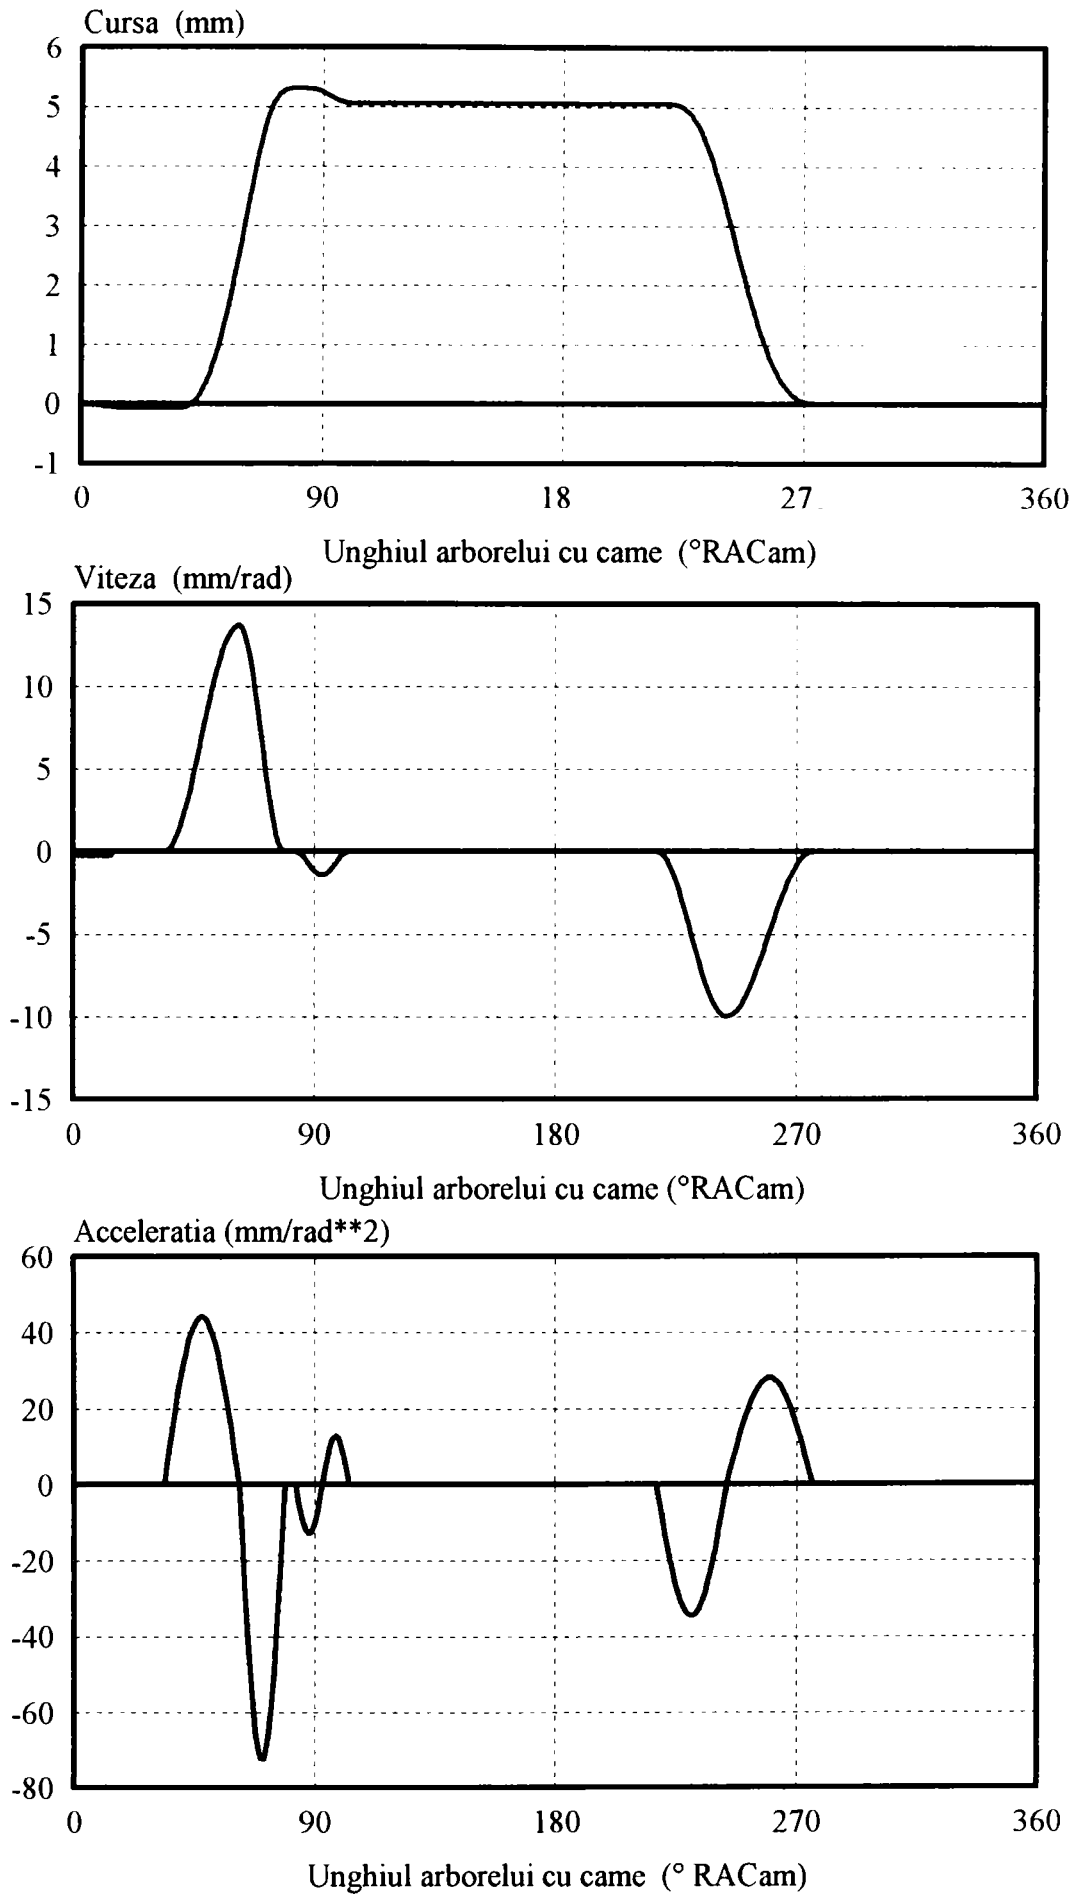 Cursa (mm)
6
5
4
3
2
1
0
-1
0 90 18 27 360
Unghiul arborelui cu came (°RACam)
Viteza (mm/rad)
15
10
5
0
-5
-10
-15
0 90 180 270 360
Unghiul arborelui cu came (°RACam)
Acceleratia (mm/rad**2)
60
40
20
0
-20
-40
-60
-80
0 90 180 270 360
Unghiul arborelui cu came (° RACam)